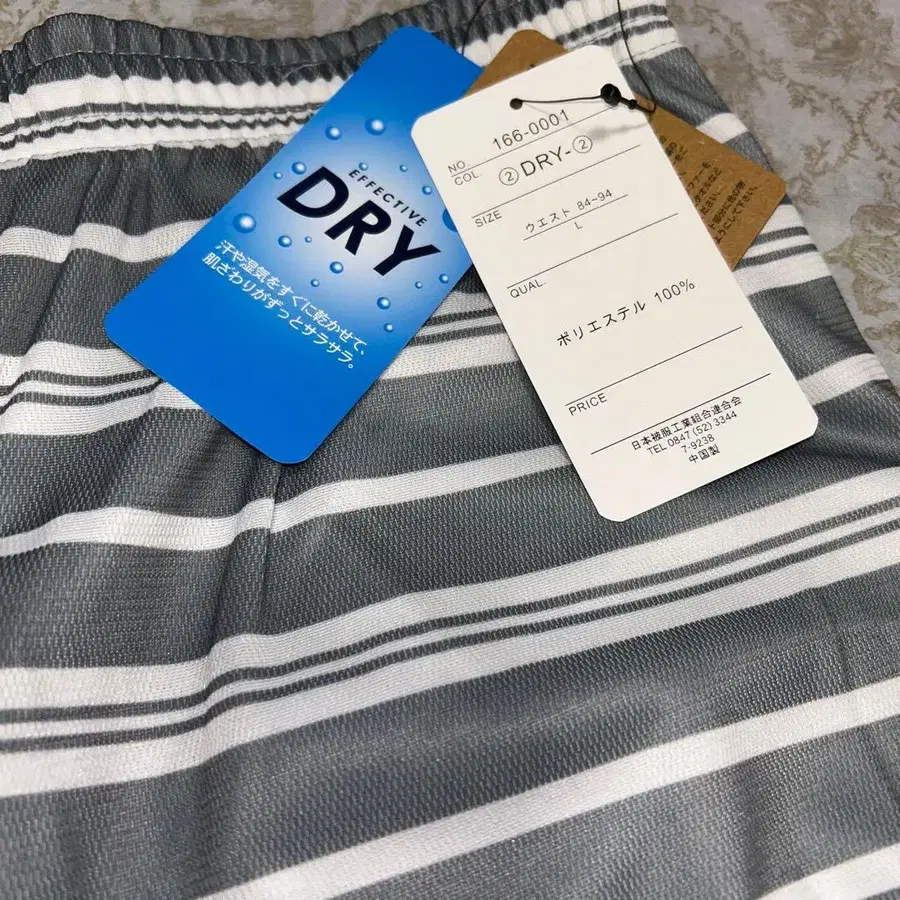 EFFECTIVE
DRY
汗や湿気をすぐに乾かせて、
肌ざわりがずっとサラサラ。
NO. 166-0001
COL. ②DRY-②
SIZE ウエスト 84-94
L
QUAL.
ポリエステル 100%
PRICE
日本被服工業組合連合会
TEL 0847 (52) 3344
7-9238
中国製